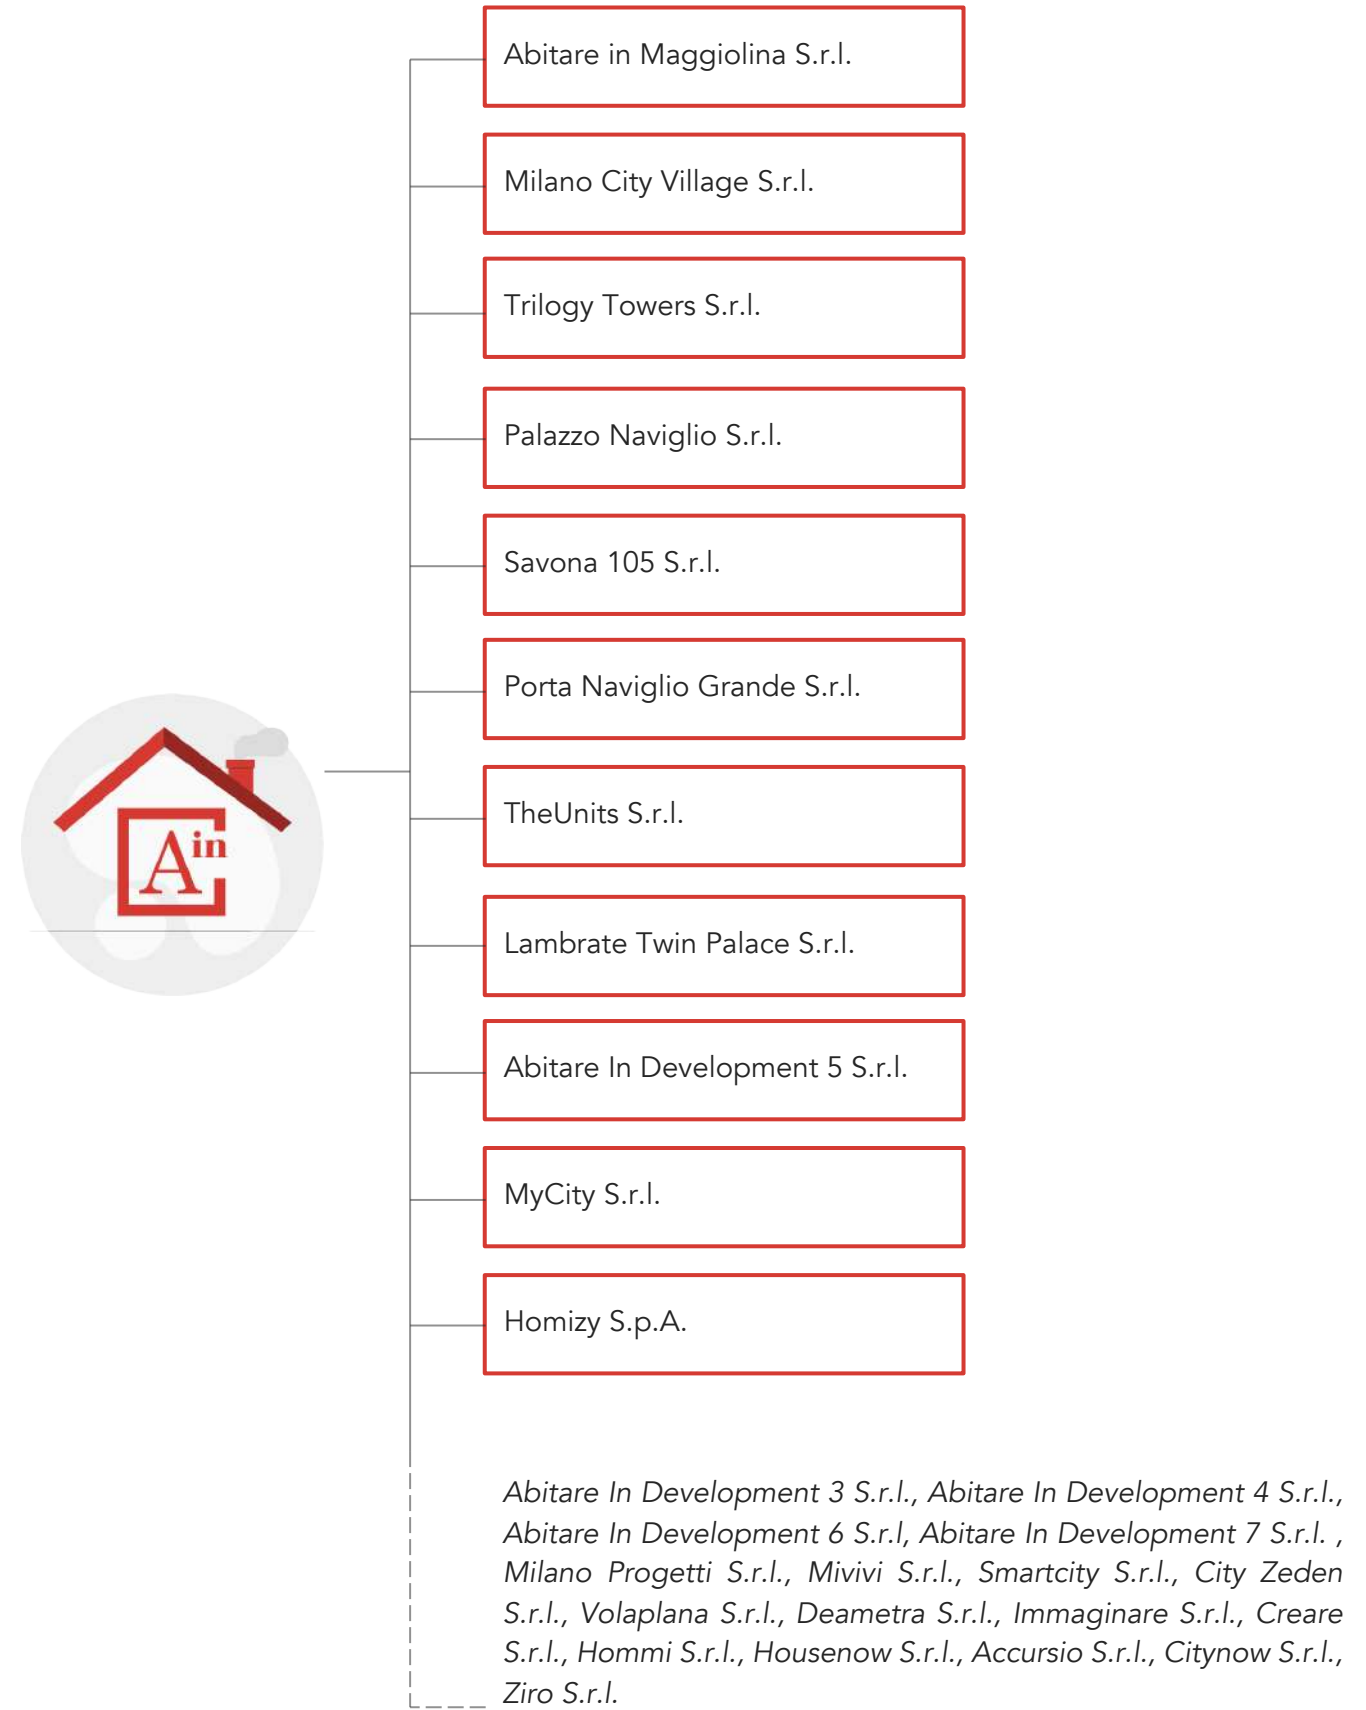 Abitare in Maggiolina S.r.l.
Milano City Village S.r.l.
Trilogy Towers S.r.l.
Palazzo Naviglio S.r.l.
Savona 105 S.r.l.
Porta Naviglio Grande S.r.l.
Ain
TheUnits S.r.l.
Lambrate Twin Palace S.r.l.
Abitare In Development 5 S.r.l.
MyCity S.r.l.
Homizy S.p.A.
Abitare In Development 3 S.r.l., Abitare In Development 4 S.r.l.,
Abitare In Development 6 S.r.l, Abitare In Development 7 S.r.l. ,
Milano Progetti S.r.l., Mivivi S.r.l., Smartcity S.r.l., City Zeden
S.r.l., Volaplana S.r.l., Deametra S.r.l., Immaginare S.r.l., Creare
S.r.l., Hommi S.r.l., Housenow S.r.l., Accursio S.r.l., Citynow S.r.l.,
Ziro S.r.l.